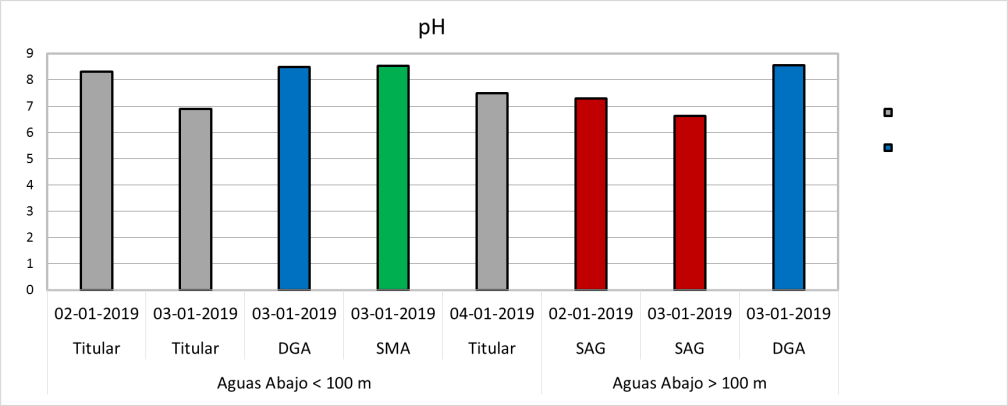 pH
9
8
7
6
5
4
3
2
1
0
02-01-2019 03-01-2019 03-01-2019 03-01-2019 04-01-2019 02-01-2019 03-01-2019 03-01-2019
Titular Titular DGA SMA Titular SAG SAG DGA
Aguas Abajo < 100 m Aguas Abajo > 100 m